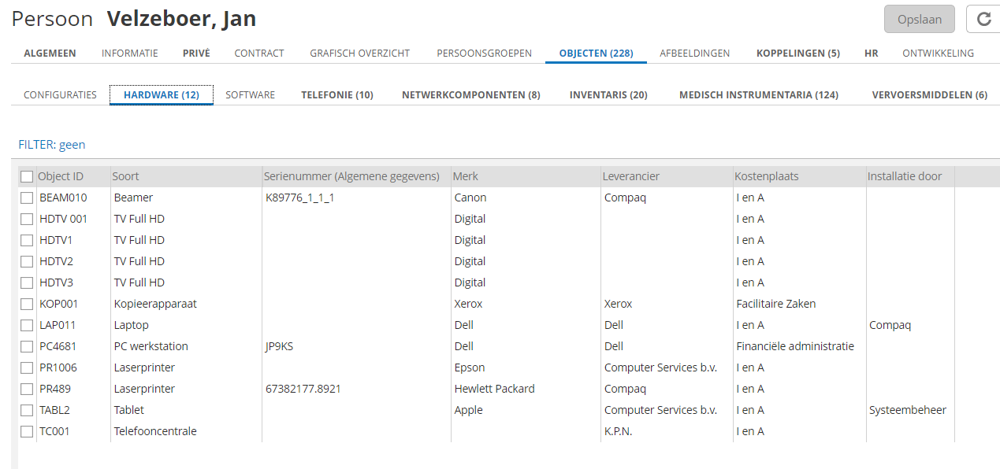 Persoon Velzeboer, Jan Opslaan
ALGEMEEN INFORMATIE PRIVÉ CONTRACT GRAFISCH OVERZICHT PERSOONSGROEPEN OBJECTEN (228) AFBEELDINGEN KOPPELINGEN (5) HR ONTWIKKELING
CONFIGURATIES HARDWARE (12) SOFTWARE TELEFONIE (10) NETWERKCOMPONENTEN (8) INVENTARIS (20) MEDISCH INSTRUMENTARIA (124) VERVOERSMIDDELEN (6)
FILTER: geen
Object ID Soort Serienummer (Algemene gegevens) Merk Leverancier Kostenplaats Installatie door
BEAM010 Beamer K89776_1_1_1 Canon Compaq I en A
HDTV 001 TV Full HD Digital I en A
HDTV1 TV Full HD Digital I en A
HDTV2 TV Full HD Digital I en A
HDTV3 TV Full HD Digital I en A
KOP001 Kopieerapparaat Xerox Xerox Facilitaire Zaken
LAP011 Laptop Dell Dell I en A Compaq
PC4681 PC werkstation JP9KS Dell Dell Financiële administratie
PR1006 Laserprinter Epson Computer Services b.v. I en A
PR489 Laserprinter 67382177.8921 Hewlett Packard Compaq I en A
TABL2 Tablet Apple Computer Services b.v. I en A Systeembeheer
TC001 Telefooncentrale K.P.N. I en A